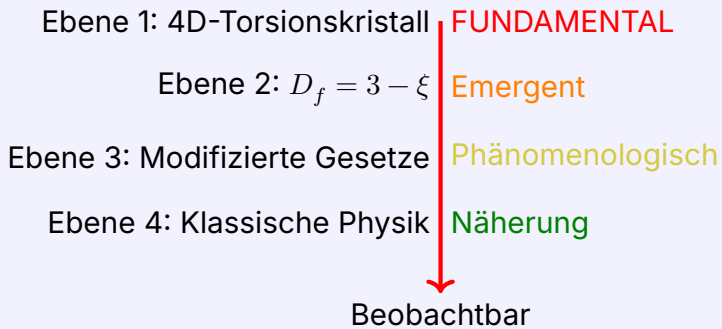 Ebene 1: 4D-Torsionskristall FUNDAMENTAL
Ebene 2: $D_f = 3 - \xi$ Emergent
Ebene 3: Modifizierte Gesetze Phänomenologisch
Ebene 4: Klassische Physik Näherung
Beobachtbar